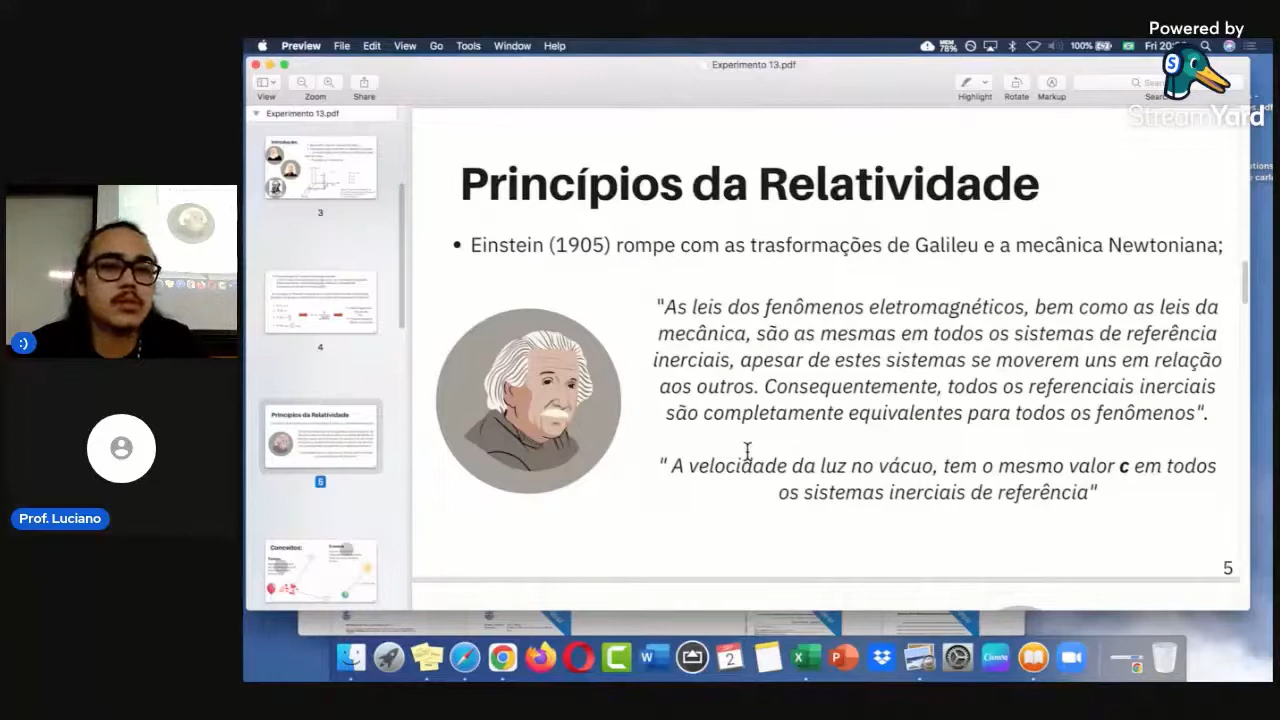 Powered by
StreamYard
Preview File Edit View Go Tools Window Help
100%
Experimento 13.pdf
View Zoom Share
Highlight Rotate Markup
Experimento 13.pdf
Introdução:
3
4
Princípios da Relatividade
5
Conceitos:
Princípios da Relatividade
• Einstein (1905) rompe com as trasformações de Galileu e a mecânica Newtoniana;
"As leis dos fenômenos eletromagnéticos, bem como as leis da
mecânica, são as mesmas em todos os sistemas de referência
inerciais, apesar de estes sistemas se moverem uns em relação
aos outros. Consequentemente, todos os referenciais inerciais
são completamente equivalentes para todos os fenômenos".
" A velocidade da luz no vácuo, tem o mesmo valor c em todos
os sistemas inerciais de referência"
5
:)
Prof. Luciano